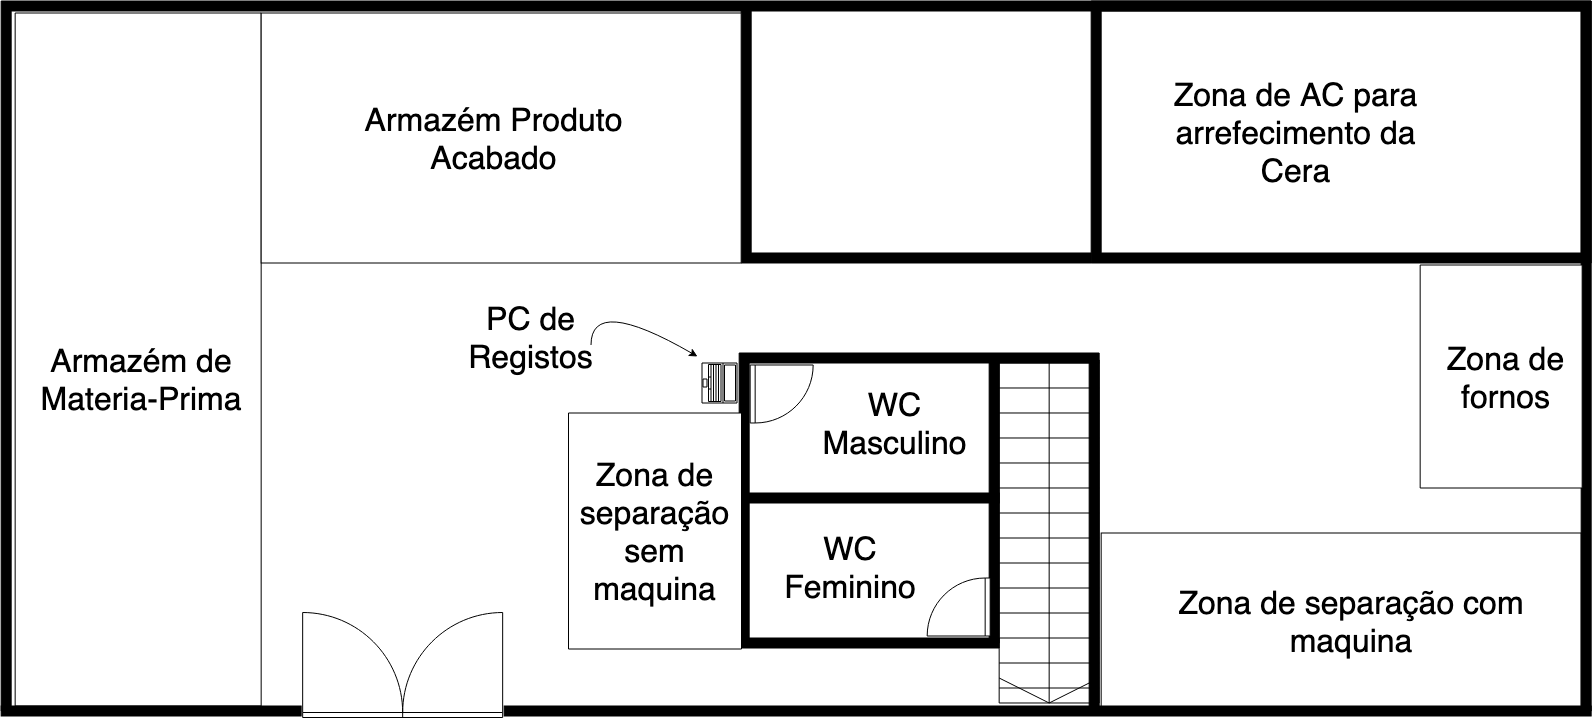 Armazém Produto
Acabado
Zona de AC para
arrefecimento da
Cera
PC de
Registos
Armazém de
Materia-Prima
Zona de
fornos
WC
Masculino
Zona de
separação
sem
maquina
WC
Feminino
Zona de separação com
maquina